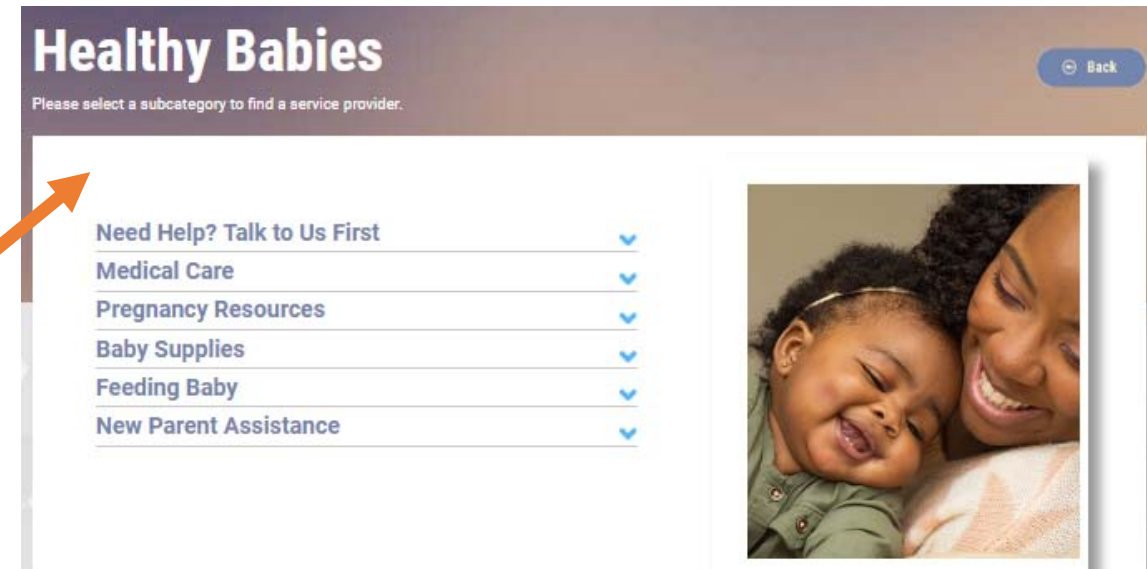 Healthy Babies
Back
Please select a subcategory to find a service provider.
Need Help? Talk to Us First
Medical Care
Pregnancy Resources
Baby Supplies
Feeding Baby
New Parent Assistance